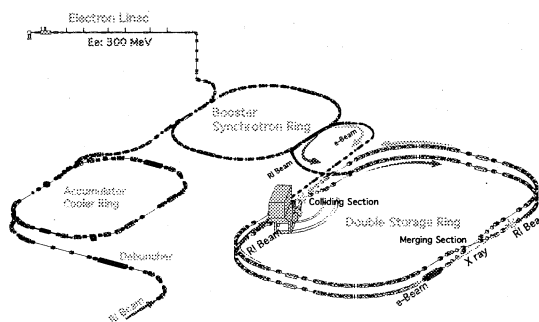 Electron Linac
Ee: 300 MeV
Booster
Synchrotron Ring
e-Beam
RI Beam
Accumulator
Cooler Ring
Colliding Section
Double Storage Ring
RI Beam
Merging Section
RI Be
X ray
e-Beam
Debuncher
RI Beam